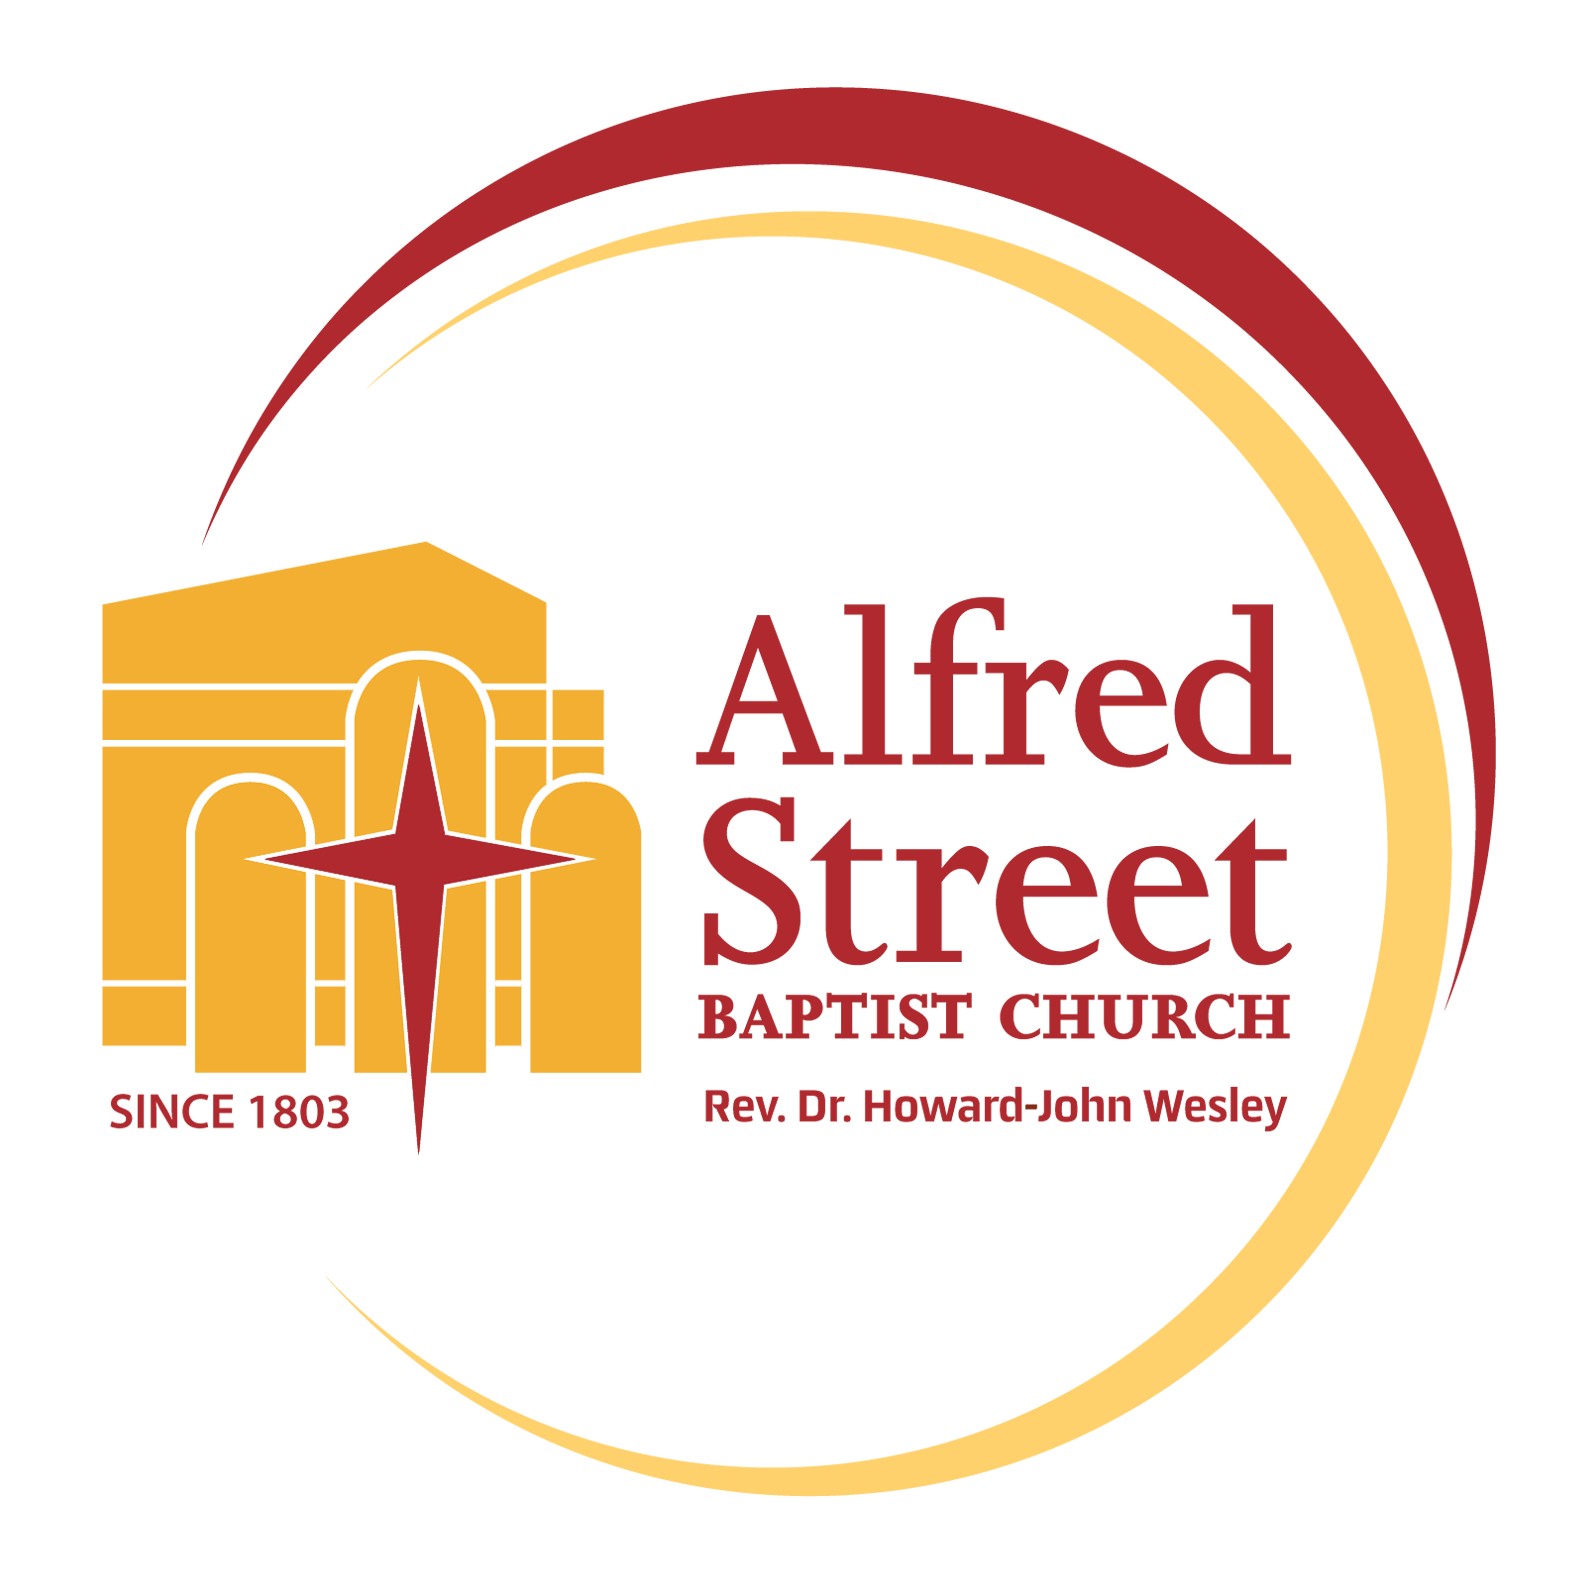 Alfred
Street
BAPTIST CHURCH
Rev. Dr. Howard-John Wesley
SINCE 1803